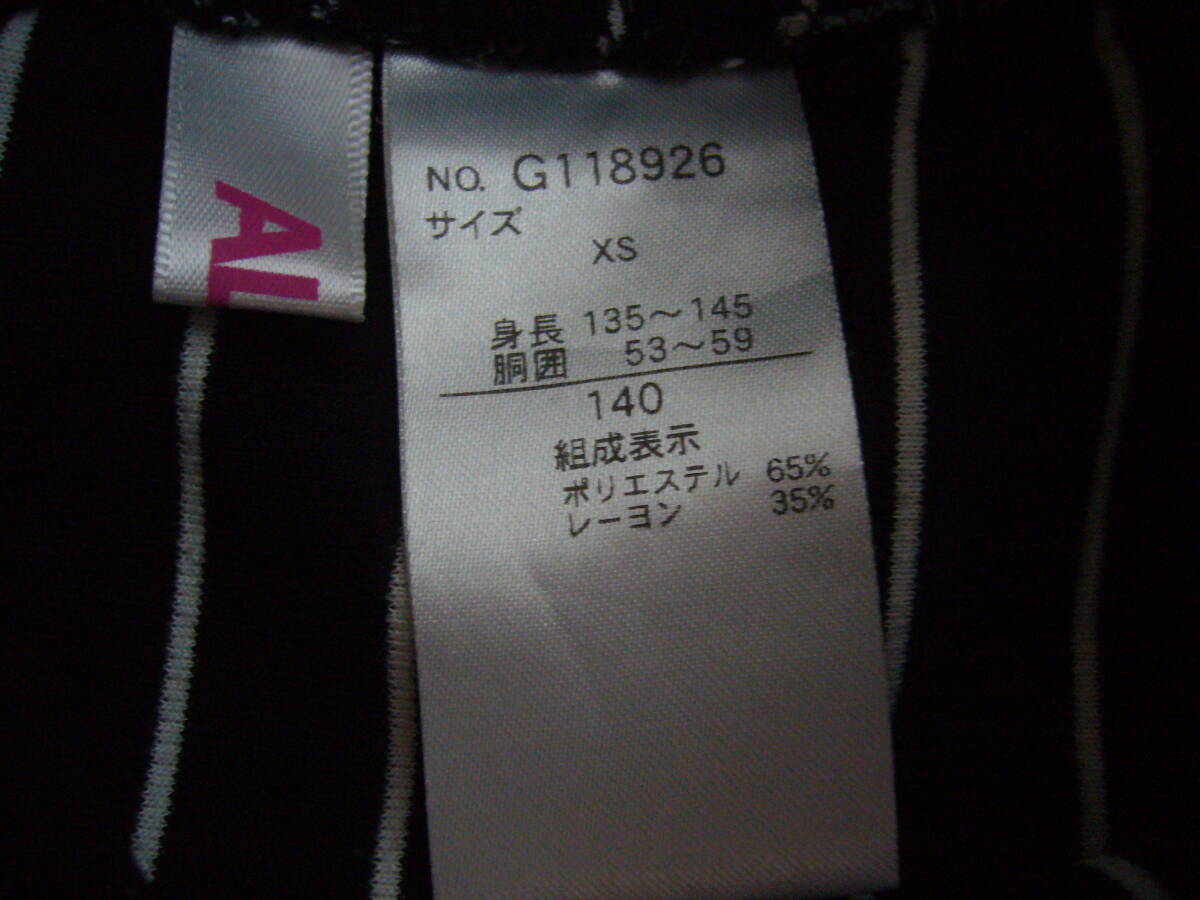 AL
NO. G118926
サイズ
XS
身長 135～145
胴囲 53～59
140
組成表示
ポリエステル 65%
レーヨン 35%